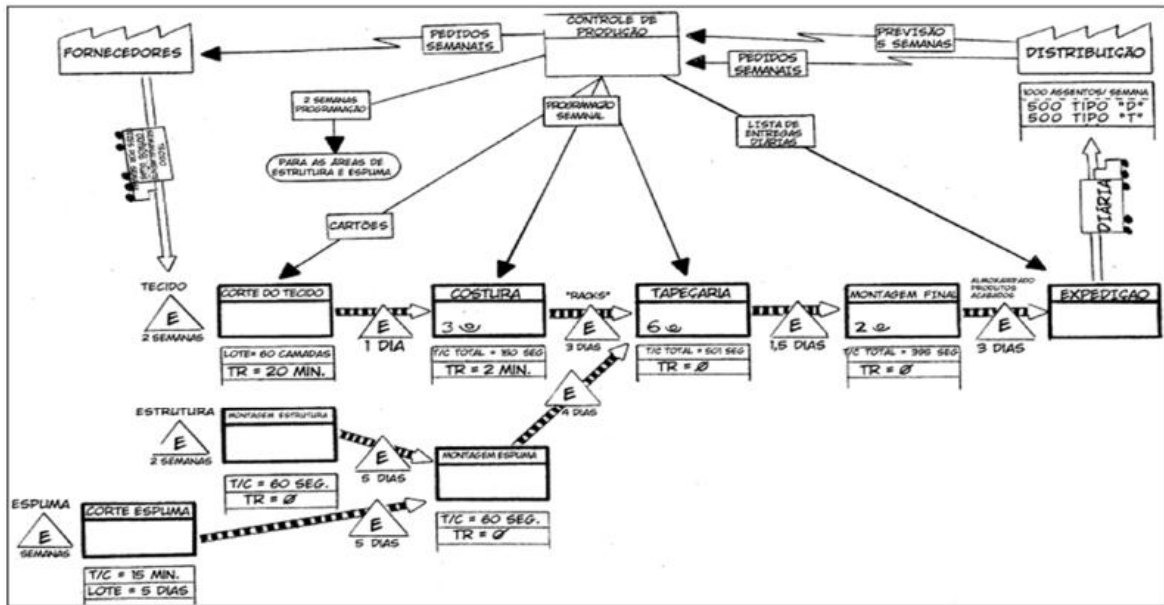 FORNECEDORES
PEDIDOS
SEMANAIS
CONTROLE DE
PRODUÇÃO
PREVISÃO
5 SEMANAS
PEDIDOS
SEMANAIS
DISTRIBUIÇÃO
1000 ASSENTOS/SEMANA
500 TIPO "D"
500 TIPO "T"
2 SEMANAS
PROGRAMAÇÃO
PARA AS ÁREAS DE
ESTRUTURA E ESPUMA
PROGRAMAÇÃO
SEMANAL
LISTA DE
ENTREGAS
DIÁRIAS
CARTÕES
TECIDO
DIÁRIA
TECIDO
E
2 SEMANAS
CORTE DO TECIDO
LOTE= 60 CAMADAS
TR = 20 MIN.
E
1 DIA
COSTURA
3
T/C TOTAL = 180 SEG
TR = 2 MIN.
"RACKS"
E
3 DIAS
TAPEÇARIA
6
T/C TOTAL = 501 SEG
TR = Ø
E
1,5 DIAS
MONTAGEM FINAL
2
T/C TOTAL = 395 SEG
TR = Ø
ALMOXARIFADO
PRODUTOS
ACABADOS
E
3 DIAS
EXPEDIÇAO
ESTRUTURA
E
2 SEMANAS
MONTAGEM ESTRUTURA
T/C = 60 SEG.
TR = Ø
E
5 DIAS
MONTAGEM ESPUMA
T/C = 60 SEG.
TR = Ø
E
4 DIAS
ESPUMA
E
SEMANAS
CORTE ESPUMA
T/C = 15 MIN.
LOTE = 5 DIAS
E
5 DIAS